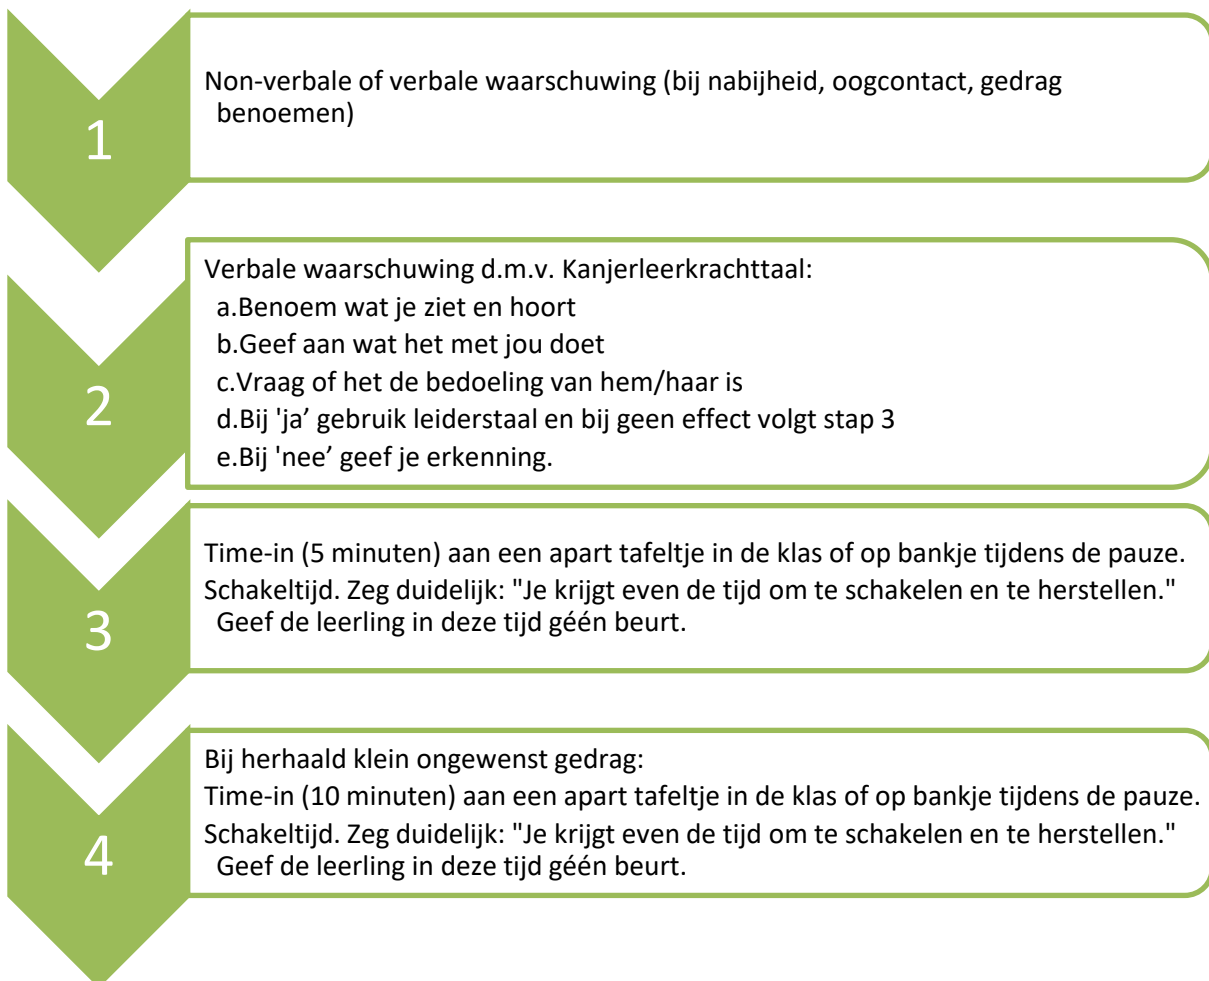 1
Non-verbale of verbale waarschuwing (bij nabijheid, oogcontact, gedrag
benoemen)
2
Verbale waarschuwing d.m.v. Kanjerleerkrachttaal:
a.Benoem wat je ziet en hoort
b.Geef aan wat het met jou doet
c.Vraag of het de bedoeling van hem/haar is
d.Bij 'ja’ gebruik leiderstaal en bij geen effect volgt stap 3
e.Bij 'nee’ geef je erkenning.
3
Time-in (5 minuten) aan een apart tafeltje in de klas of op bankje tijdens de pauze.
Schakeltijd. Zeg duidelijk: "Je krijgt even de tijd om te schakelen en te herstellen."
Geef de leerling in deze tijd géén beurt.
4
Bij herhaald klein ongewenst gedrag:
Time-in (10 minuten) aan een apart tafeltje in de klas of op bankje tijdens de pauze.
Schakeltijd. Zeg duidelijk: "Je krijgt even de tijd om te schakelen en te herstellen."
Geef de leerling in deze tijd géén beurt.